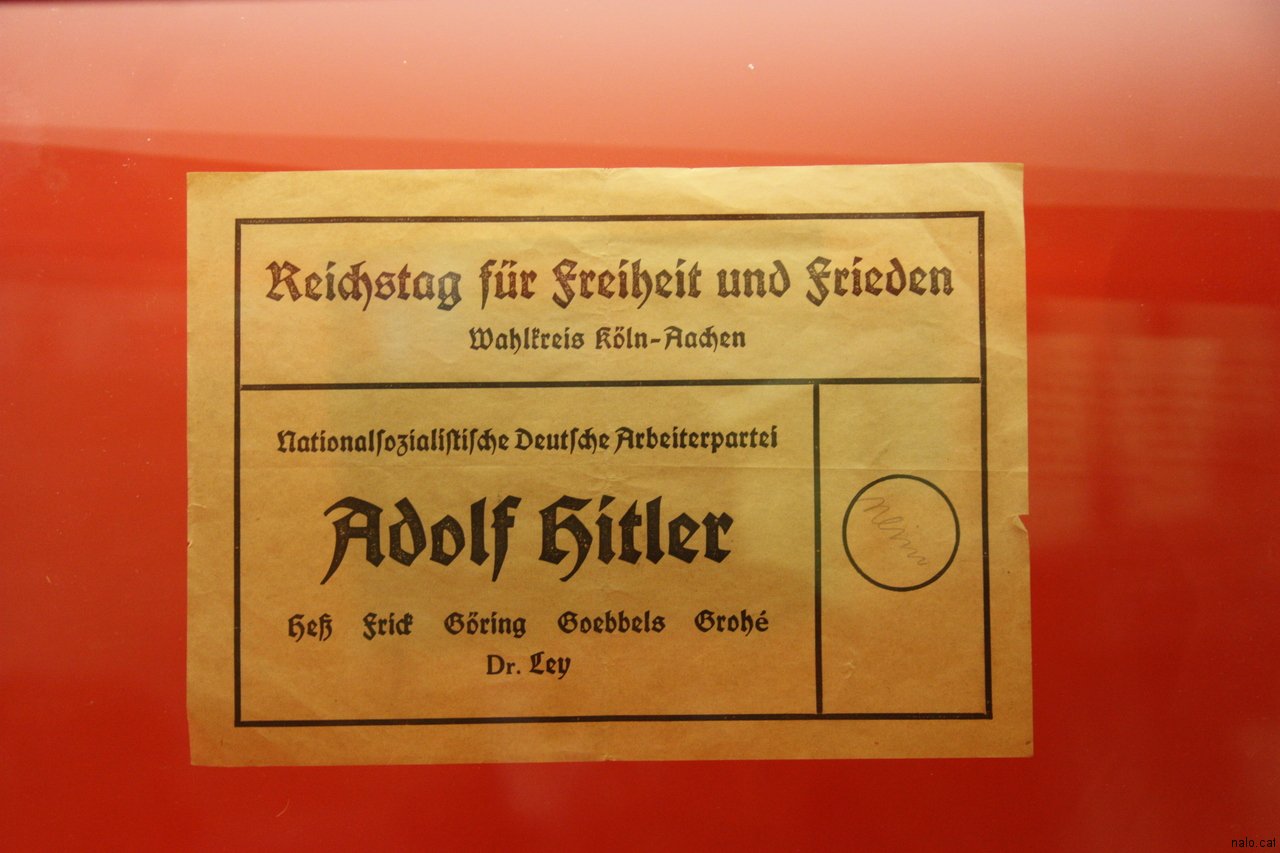 Reichstag für Freiheit und Frieden
Wahlkreis Köln-Aachen
Nationalsozialistische Deutsche Arbeiterpartei
Adolf Hitler
Nein
Heß Frick Göring Goebbels Grohé
Dr. Ley
nalo.cat